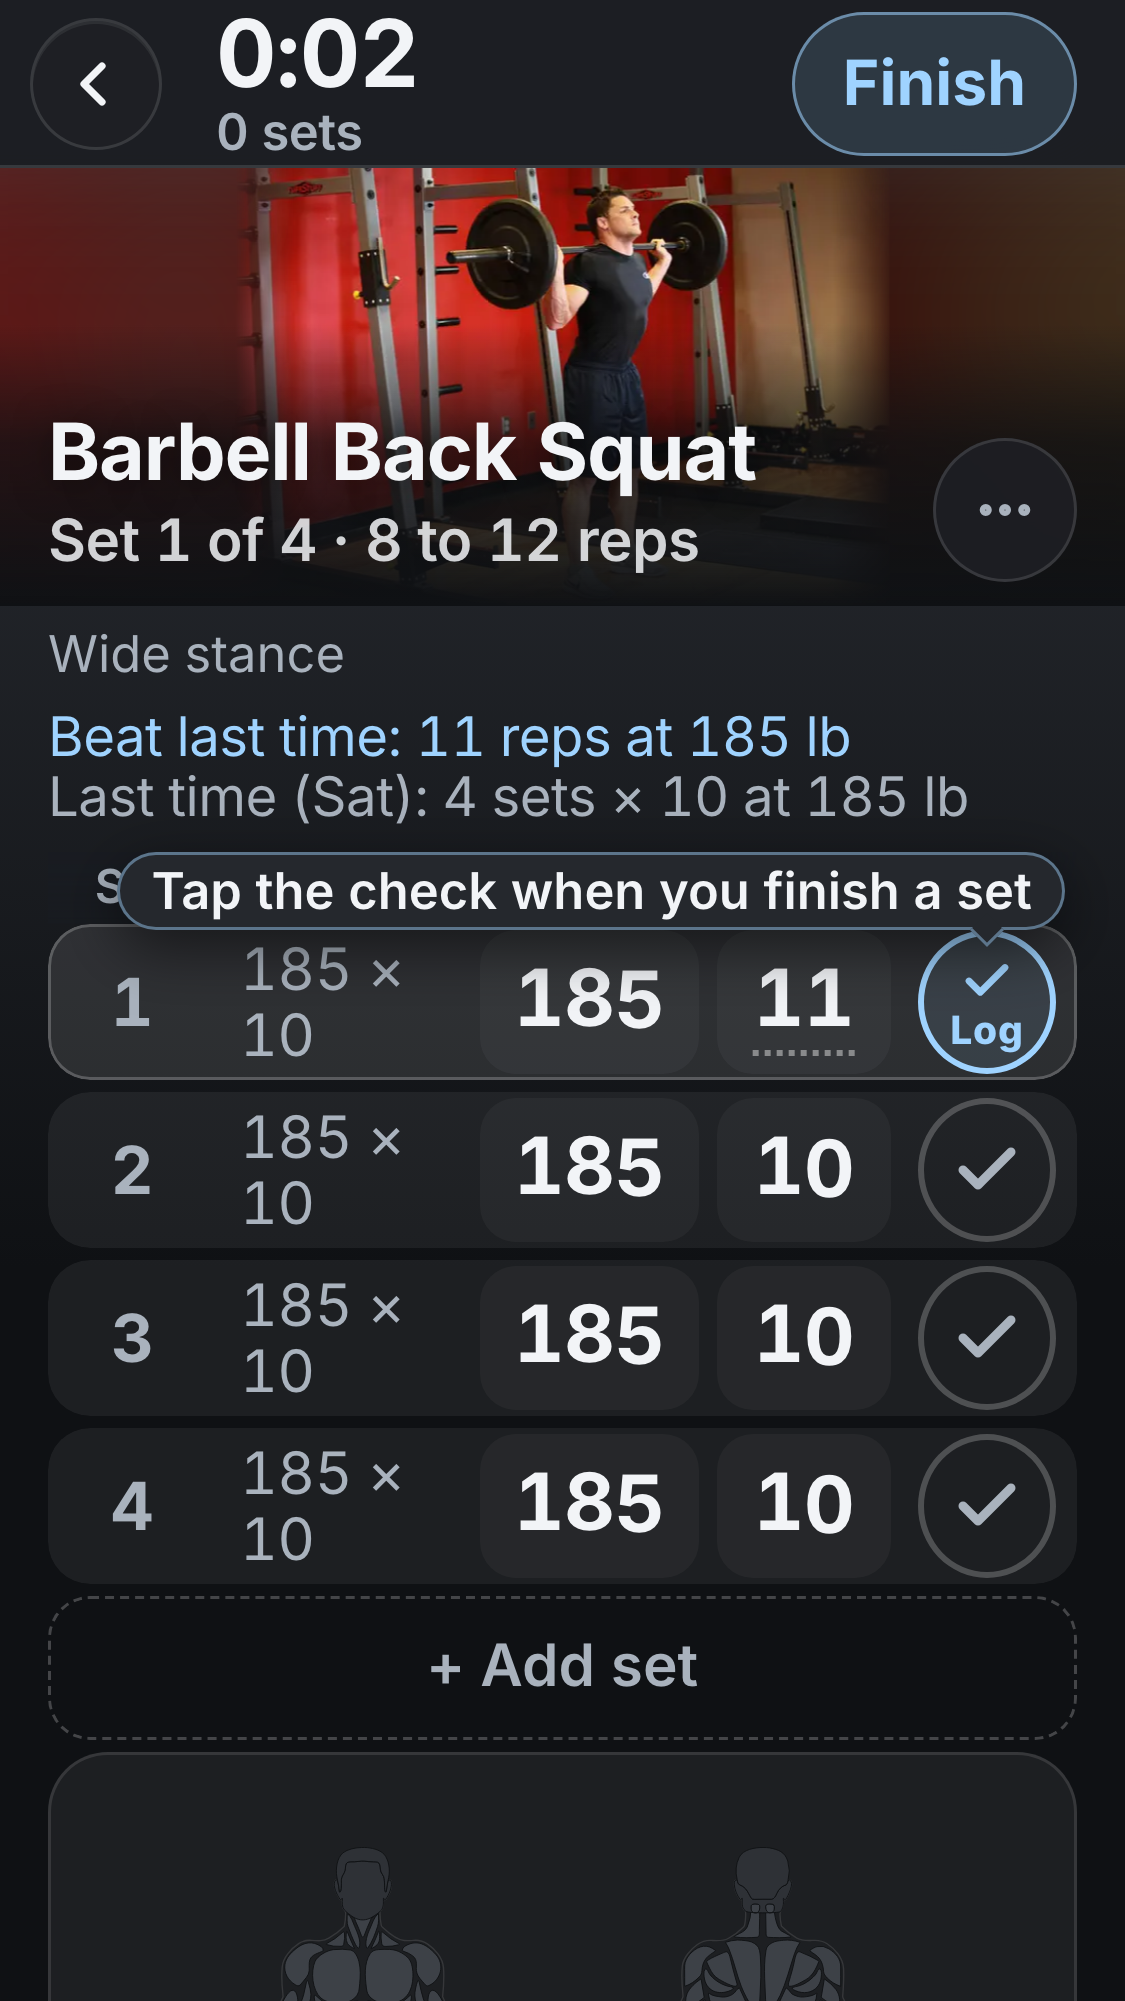 0:02
0 sets
Finish
Barbell Back Squat
Set 1 of 4 · 8 to 12 reps
Wide stance
Beat last time: 11 reps at 185 lb
Last time (Sat): 4 sets × 10 at 185 lb
Tap the check when you finish a set
1 185 × 10 185 11 Log
2 185 × 10 185 10
3 185 × 10 185 10
4 185 × 10 185 10
+ Add set